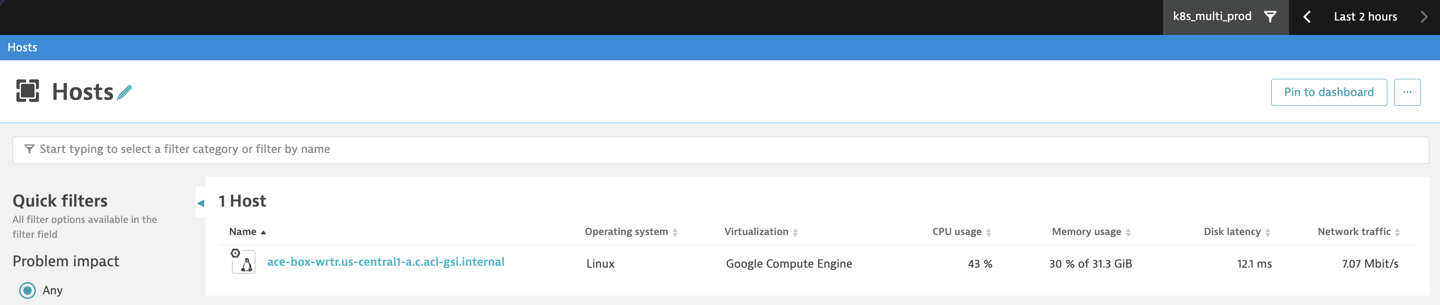 k8s_multi_prod
Last 2 hours
Hosts
Hosts
Pin to dashboard
...
Start typing to select a filter category or filter by name
Quick filters
All filter options available in the
filter field
Problem impact
Any
1 Host
Name Operating system Virtualization CPU usage Memory usage Disk latency Network traffic
ace-box-wrtr.us-central1-a.c.acl-gsi.internal Linux Google Compute Engine 43 % 30 % of 31.3 GiB 12.1 ms 7.07 Mbit/s